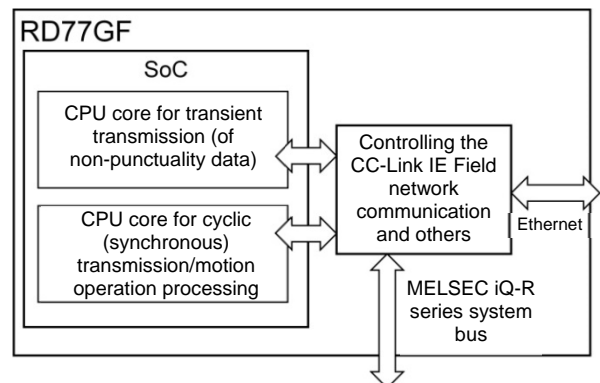 RD77GF
SoC
CPU core for transient
transmission (of
non-punctuality data)
CPU core for cyclic
(synchronous)
transmission/motion
operation processing
Controlling the
CC-Link IE Field
network
communication
and others
Ethernet
MELSEC iQ-R
series system
bus